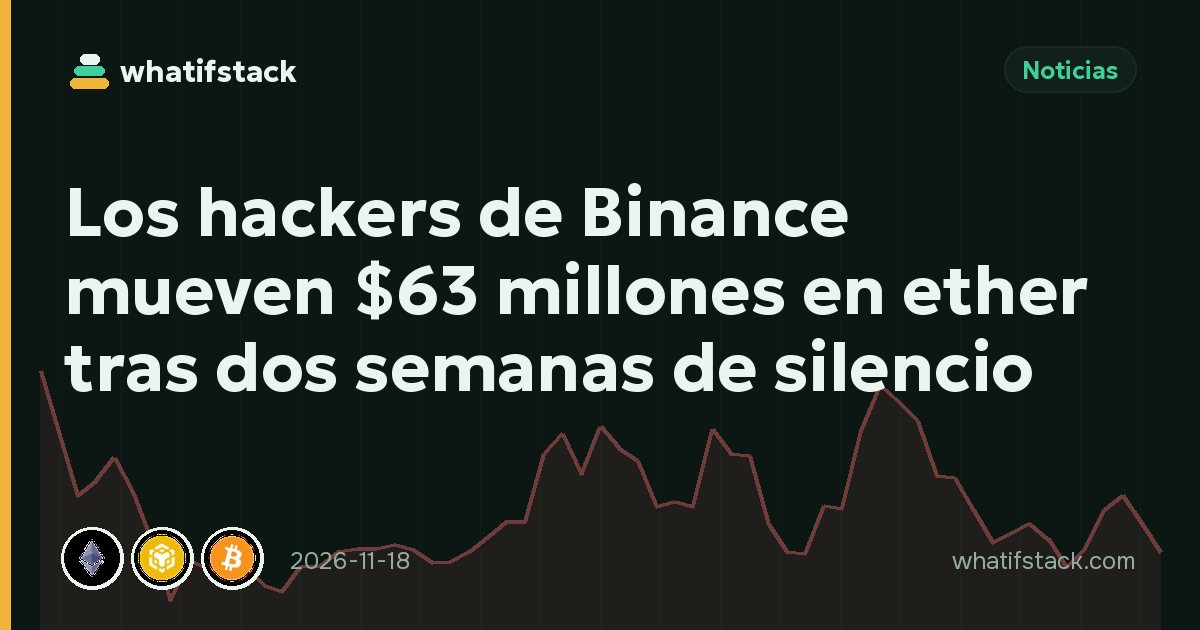 whatifstack
Noticias
Los hackers de Binance
mueven $63 millones en ether
tras dos semanas de silencio
2026-11-18
whatifstack.com